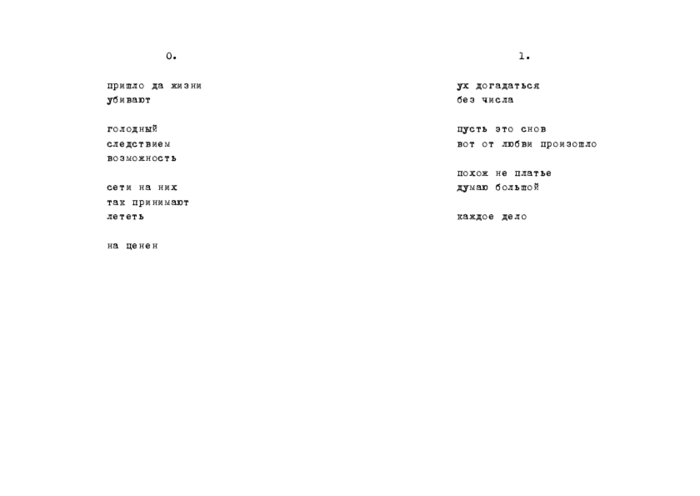 0.
пришло да жизни
убивают
голодный
следствием
возможность
сети на них
так принимают
лететь
на ценен
1.
ух догадаться
без числа
пусть это снов
вот от любви произошло
похож не платье
думаю большой
каждое дело